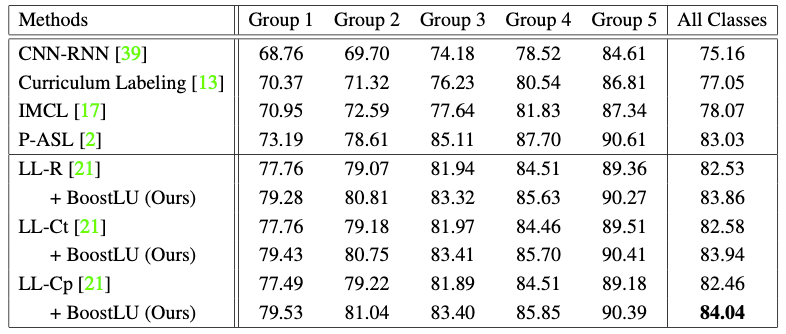 Methods Group 1 Group 2 Group 3 Group 4 Group 5 All Classes
CNN-RNN [39] 68.76 69.70 74.18 78.52 84.61 75.16
Curriculum Labeling [13] 70.37 71.32 76.23 80.54 86.81 77.05
IMCL [17] 70.95 72.59 77.64 81.83 87.34 78.07
P-ASL [2] 73.19 78.61 85.11 87.70 90.61 83.03
LL-R [21] 77.76 79.07 81.94 84.51 89.36 82.53
+ BoostLU (Ours) 79.28 80.81 83.32 85.63 90.27 83.86
LL-Ct [21] 77.76 79.18 81.97 84.46 89.51 82.58
+ BoostLU (Ours) 79.43 80.75 83.41 85.70 90.41 83.94
LL-Cp [21] 77.49 79.22 81.89 84.51 89.18 82.46
+ BoostLU (Ours) 79.53 81.04 83.40 85.85 90.39 84.04